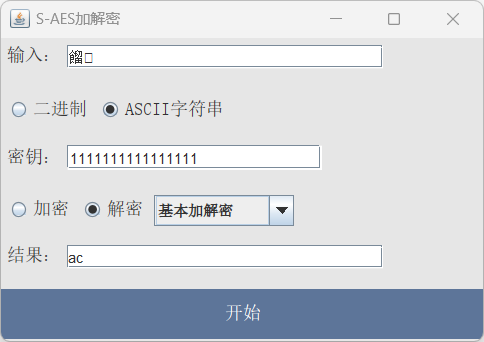 S-AES加解密
输入： 餾□
二进制 ASCII字符串
密钥： 1111111111111111
加密 解密 基本加解密
结果： ac
开始